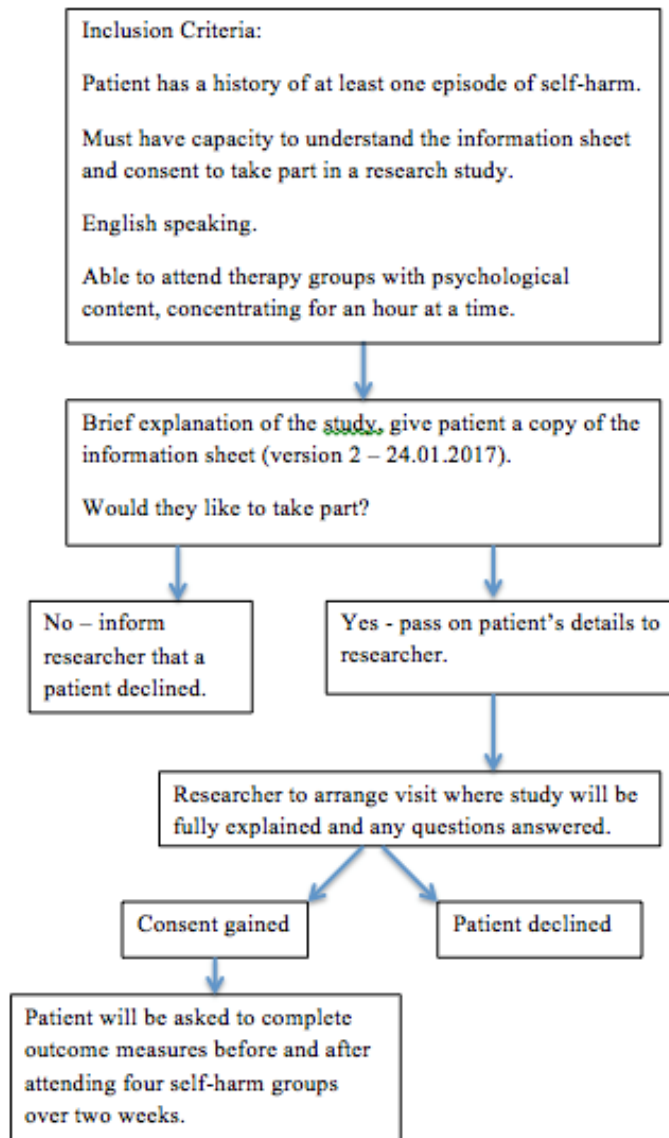 Inclusion Criteria:
Patient has a history of at least one episode of self-harm.
Must have capacity to understand the information sheet
and consent to take part in a research study.
English speaking.
Able to attend therapy groups with psychological
content, concentrating for an hour at a time.
Brief explanation of the study, give patient a copy of the
information sheet (version 2 – 24.01.2017).
Would they like to take part?
No – inform
researcher that a
patient declined.
Yes - pass on patient’s details to
researcher.
Researcher to arrange visit where study will be
fully explained and any questions answered.
Consent gained
Patient declined
Patient will be asked to complete
outcome measures before and after
attending four self-harm groups
over two weeks.